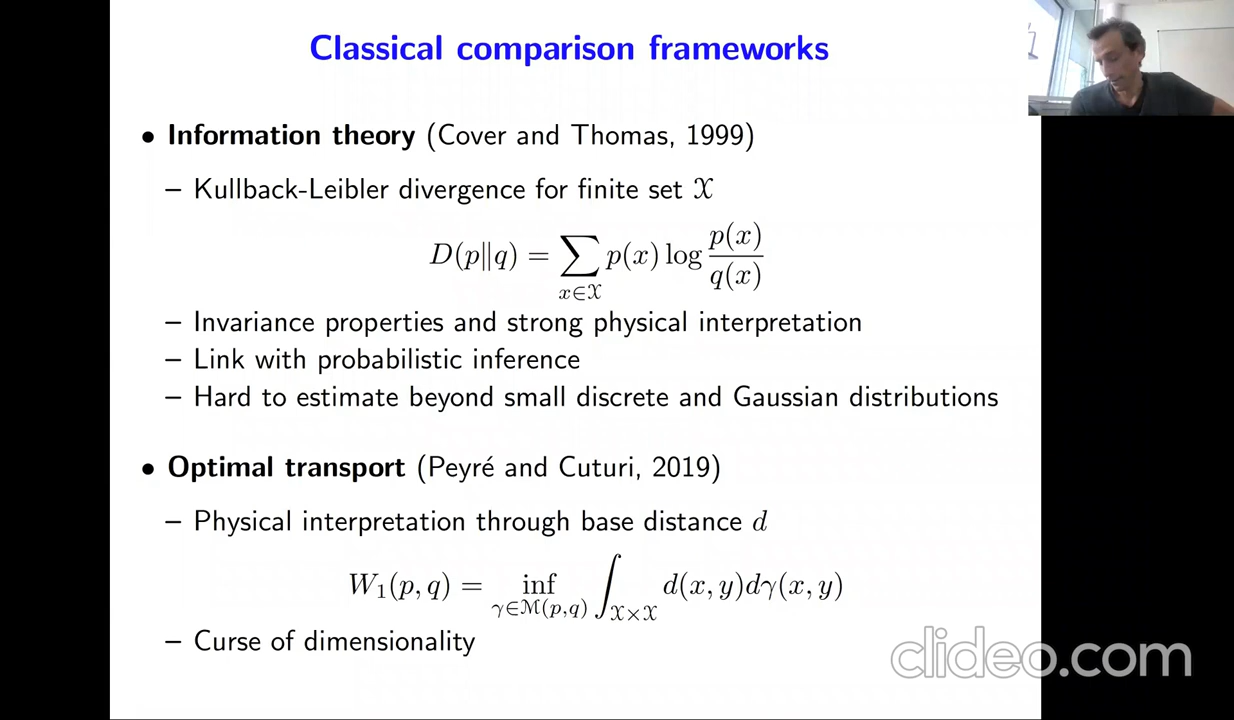 Classical comparison frameworks
• Information theory (Cover and Thomas, 1999)
– Kullback-Leibler divergence for finite set 𝒳
D(p∥q) = ∑_{x∈𝒳} p(x) log p(x)/q(x)
– Invariance properties and strong physical interpretation
– Link with probabilistic inference
– Hard to estimate beyond small discrete and Gaussian distributions
• Optimal transport (Peyré and Cuturi, 2019)
– Physical interpretation through base distance d
W₁(p, q) = inf_{γ∈ℳ(p,q)} ∫_{𝒳×𝒳} d(x, y)dγ(x, y)
– Curse of dimensionality
clideo.com